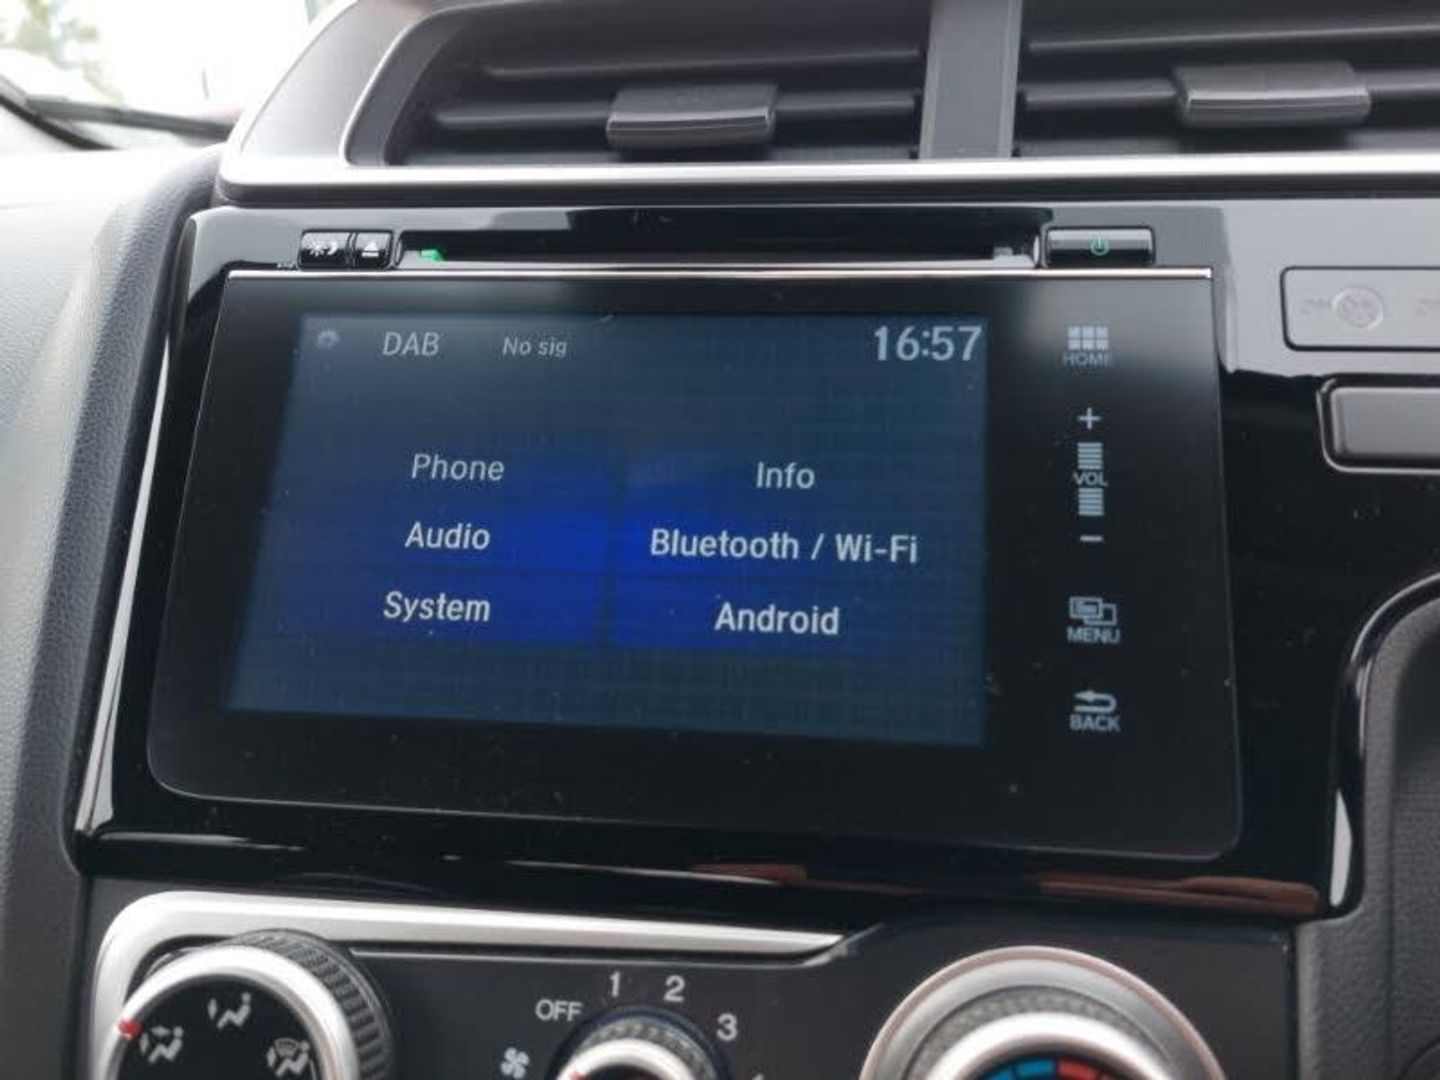 DAB No sig 16:57
HOME
+
VOL
−
Phone Info
Audio Bluetooth / Wi-Fi
System Android
MENU
BACK
OFF 1 2 3